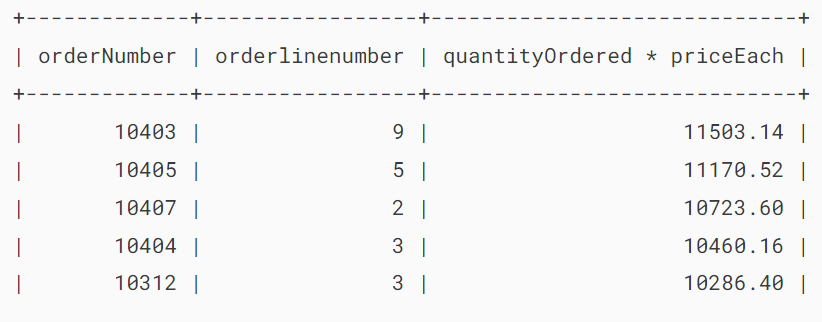 +-------------+-----------------+-----------------------------+
| orderNumber | orderlinenumber | quantityOrdered * priceEach |
+-------------+-----------------+-----------------------------+
|       10403 |               9 |                    11503.14 |
|       10405 |               5 |                    11170.52 |
|       10407 |               2 |                    10723.60 |
|       10404 |               3 |                    10460.16 |
|       10312 |               3 |                    10286.40 |